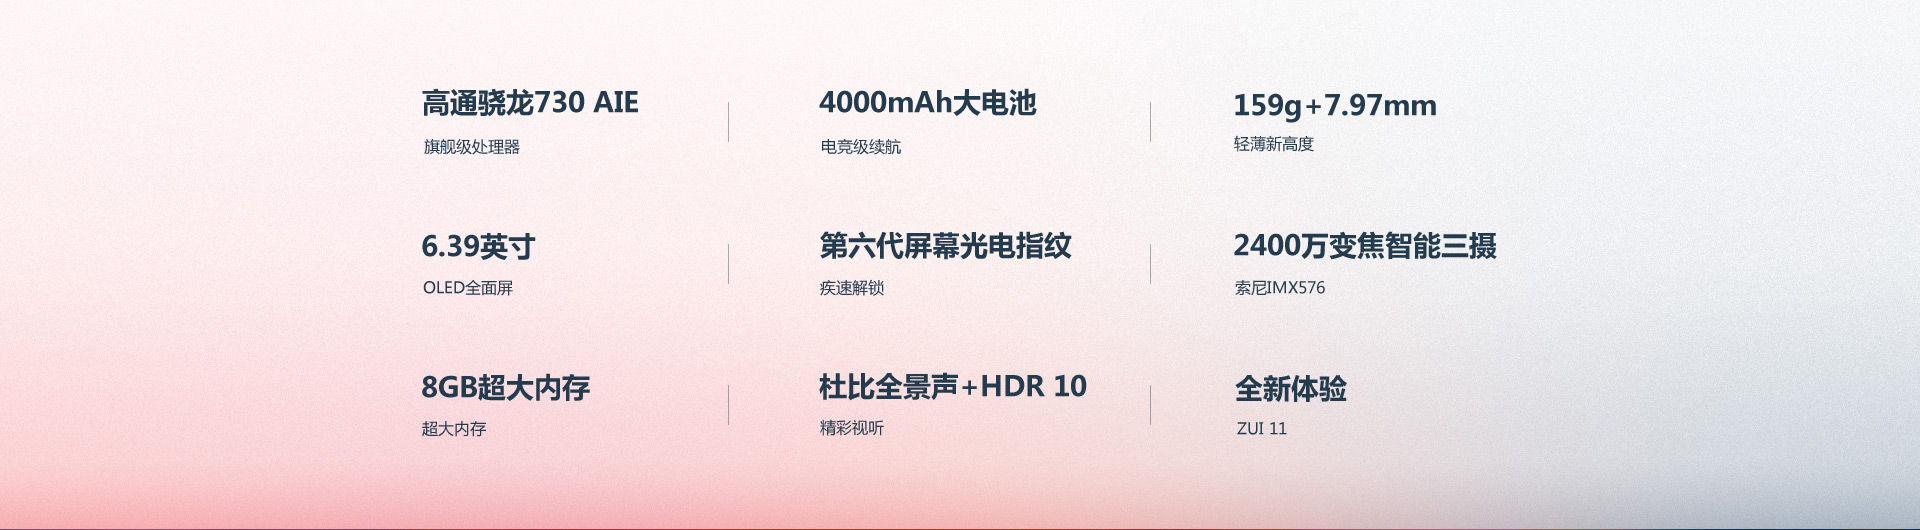 高通骁龙730 AIE
旗舰级处理器
4000mAh大电池
电竞级续航
159g+7.97mm
轻薄新高度
6.39英寸
OLED全面屏
第六代屏幕光电指纹
疾速解锁
2400万变焦智能三摄
索尼IMX576
8GB超大内存
超大内存
杜比全景声+HDR 10
精彩视听
全新体验
ZUI 11